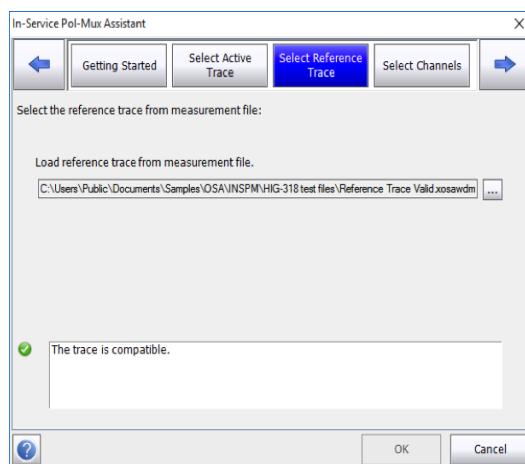 In-Service Pol-Mux Assistant X
Getting Started
Select Active
Trace
Select Reference
Trace
Select Channels
Select the reference trace from measurement file:
Load reference trace from measurement file.
C:\Users\Public\Documents\Samples\OSA\INSPM\HIG-318 test files\Reference Trace Valid.xosawdm ...
The trace is compatible.
? OK Cancel